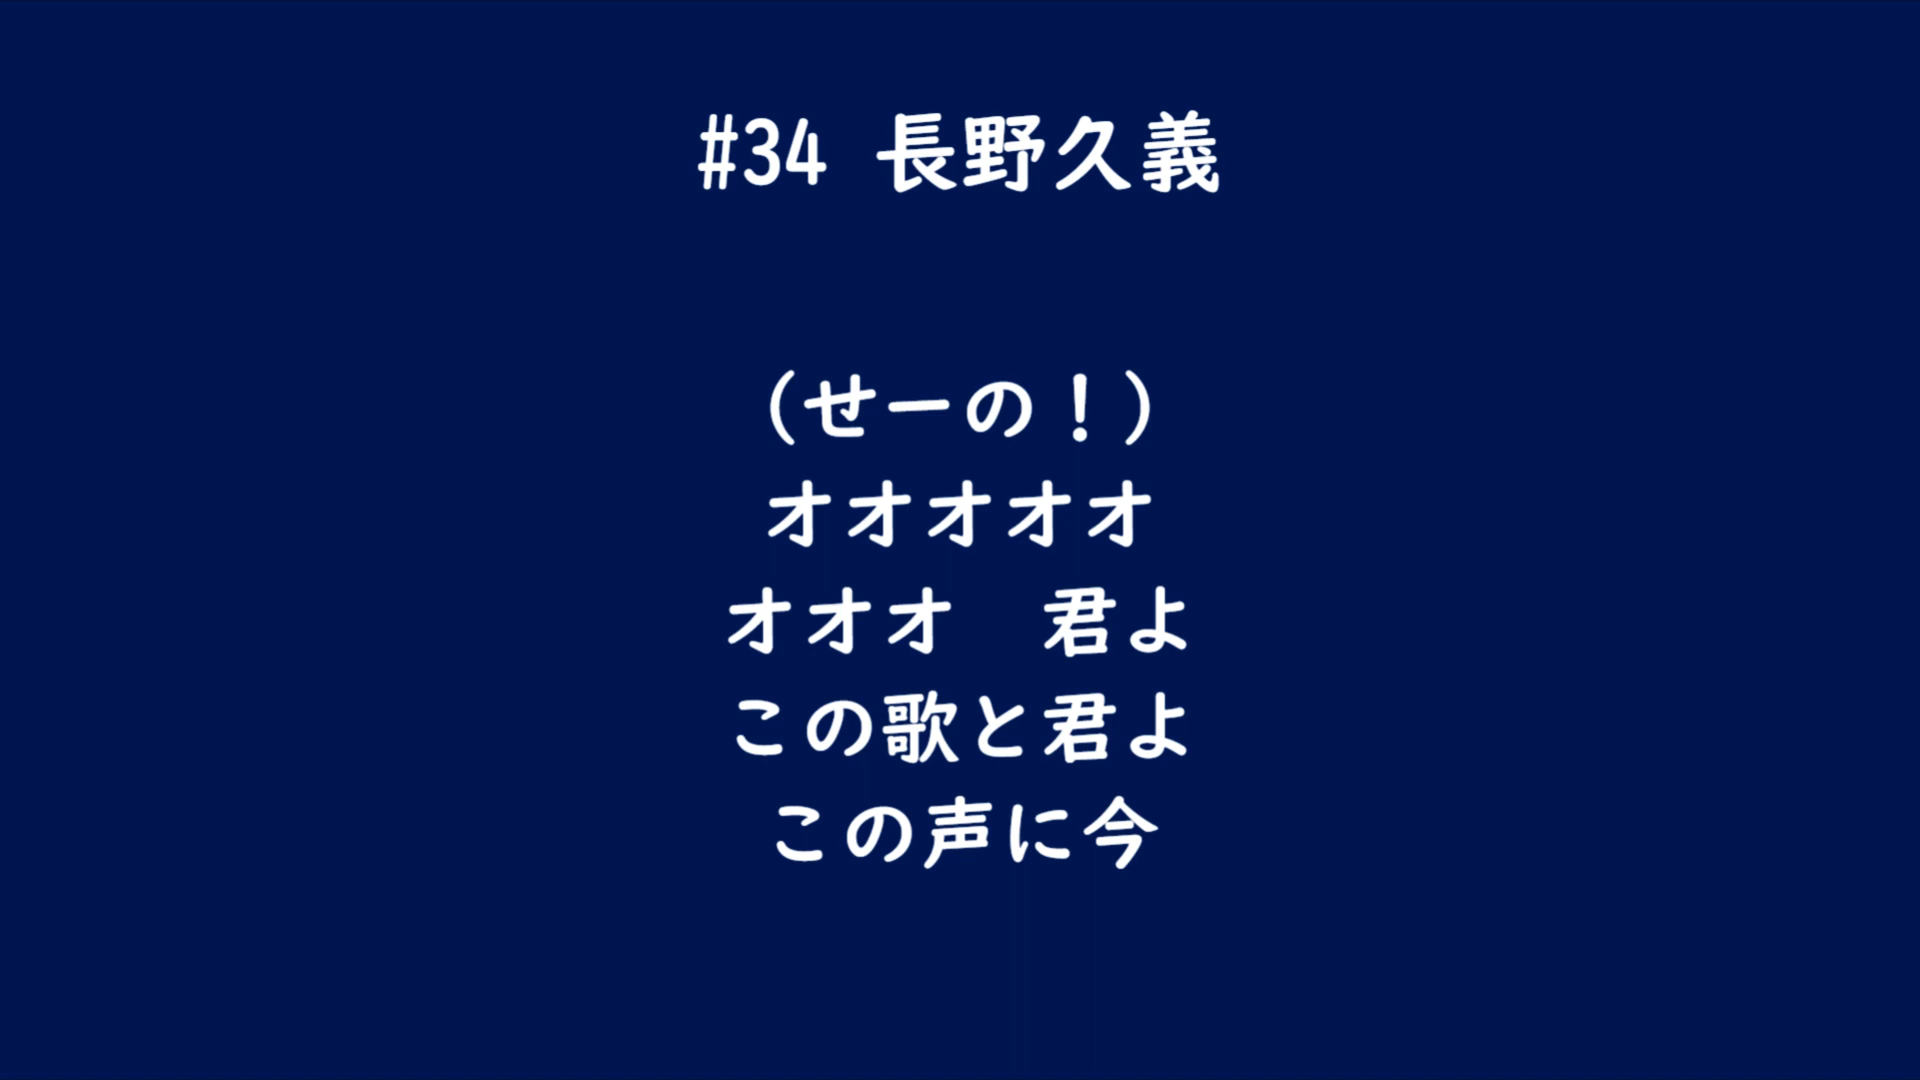 #34 長野久義
（せーの！）
オオオオオ
オオオ　君よ
この歌と君よ
この声に今